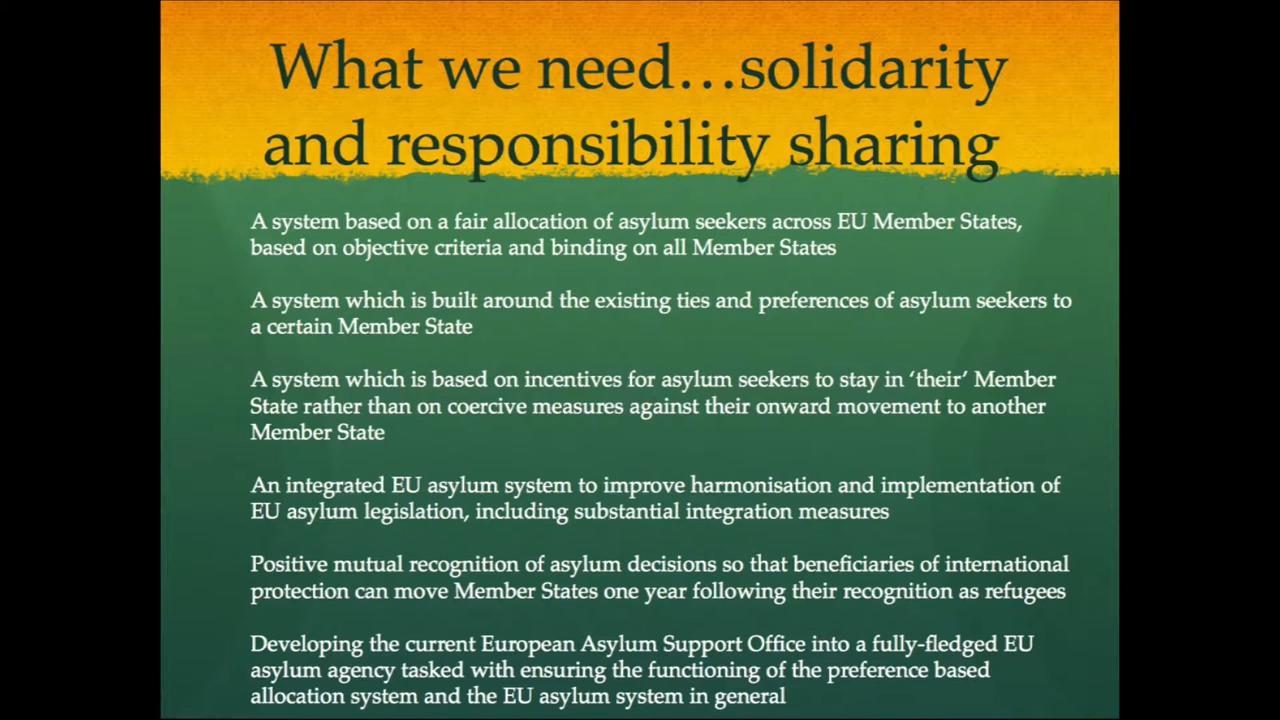 What we need…solidarity
and responsibility sharing
A system based on a fair allocation of asylum seekers across EU Member States,
based on objective criteria and binding on all Member States
A system which is built around the existing ties and preferences of asylum seekers to
a certain Member State
A system which is based on incentives for asylum seekers to stay in ‘their’ Member
State rather than on coercive measures against their onward movement to another
Member State
An integrated EU asylum system to improve harmonisation and implementation of
EU asylum legislation, including substantial integration measures
Positive mutual recognition of asylum decisions so that beneficiaries of international
protection can move Member States one year following their recognition as refugees
Developing the current European Asylum Support Office into a fully-fledged EU
asylum agency tasked with ensuring the functioning of the preference based
allocation system and the EU asylum system in general